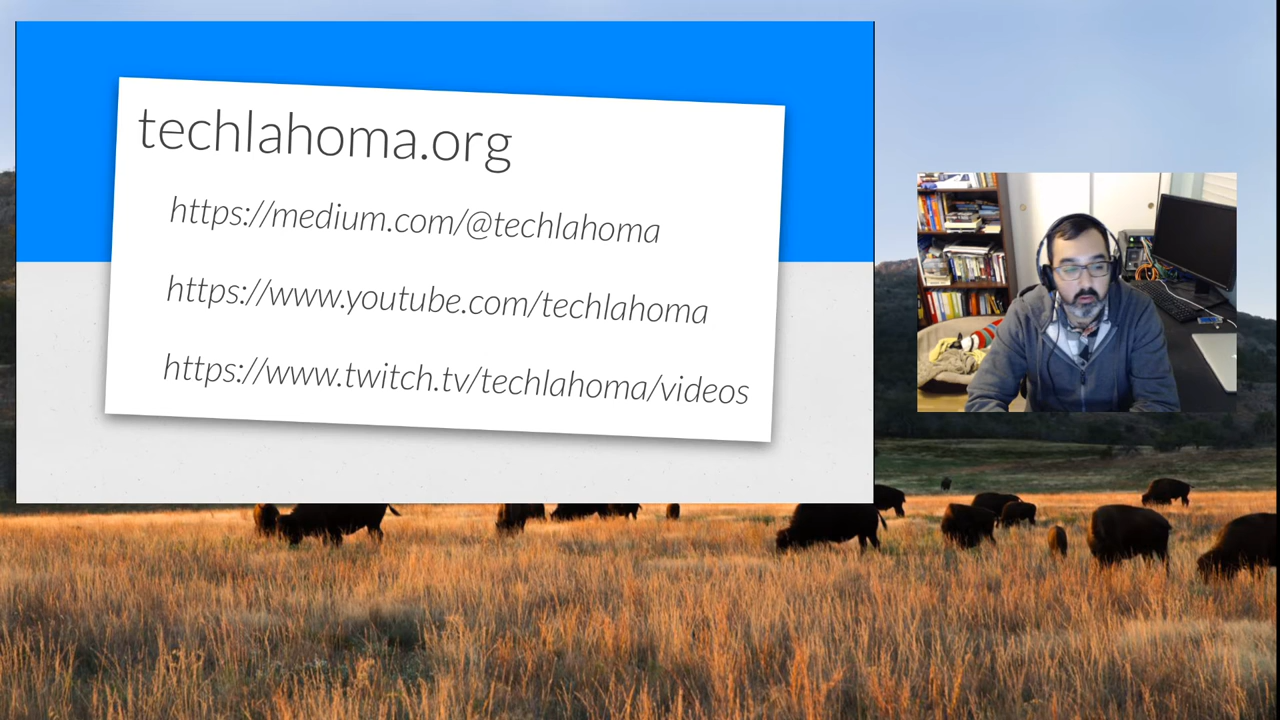 techlahoma.org
https://medium.com/@techlahoma
https://www.youtube.com/techlahoma
https://www.twitch.tv/techlahoma/videos